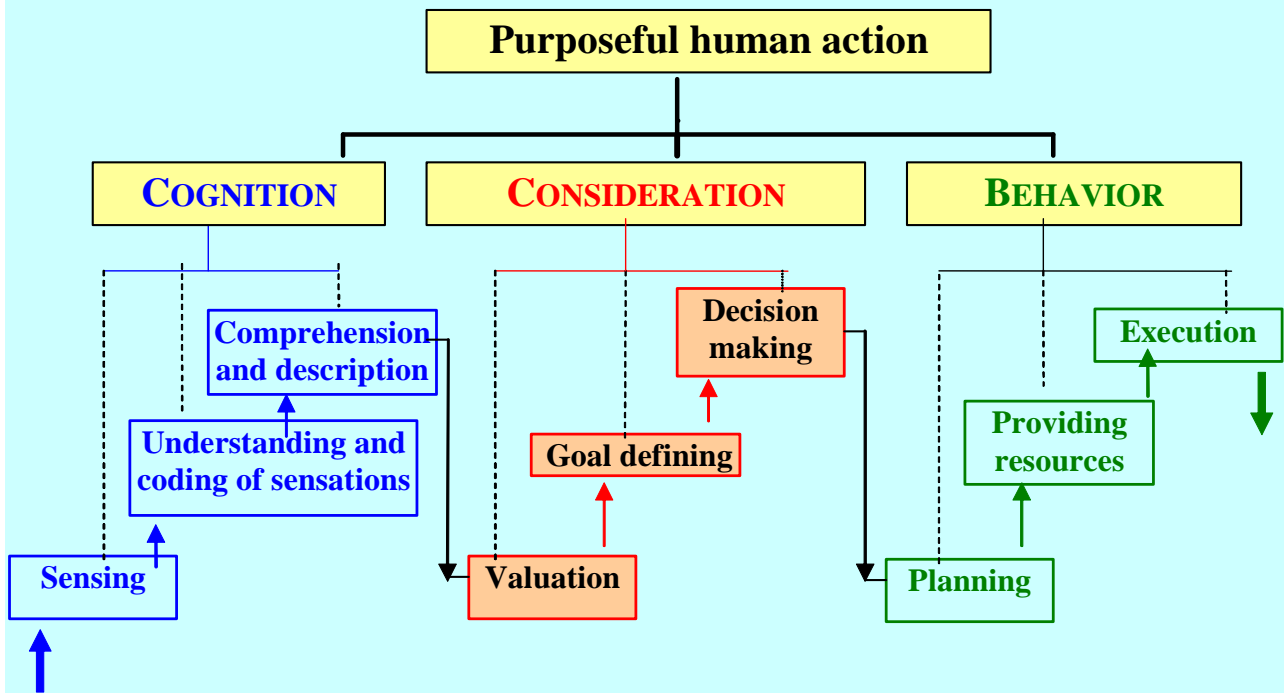 Purposeful human action
COGNITION
CONSIDERATION
BEHAVIOR
Comprehension
and description
Understanding and
coding of sensations
Sensing
Decision
making
Goal defining
Valuation
Execution
Providing
resources
Planning